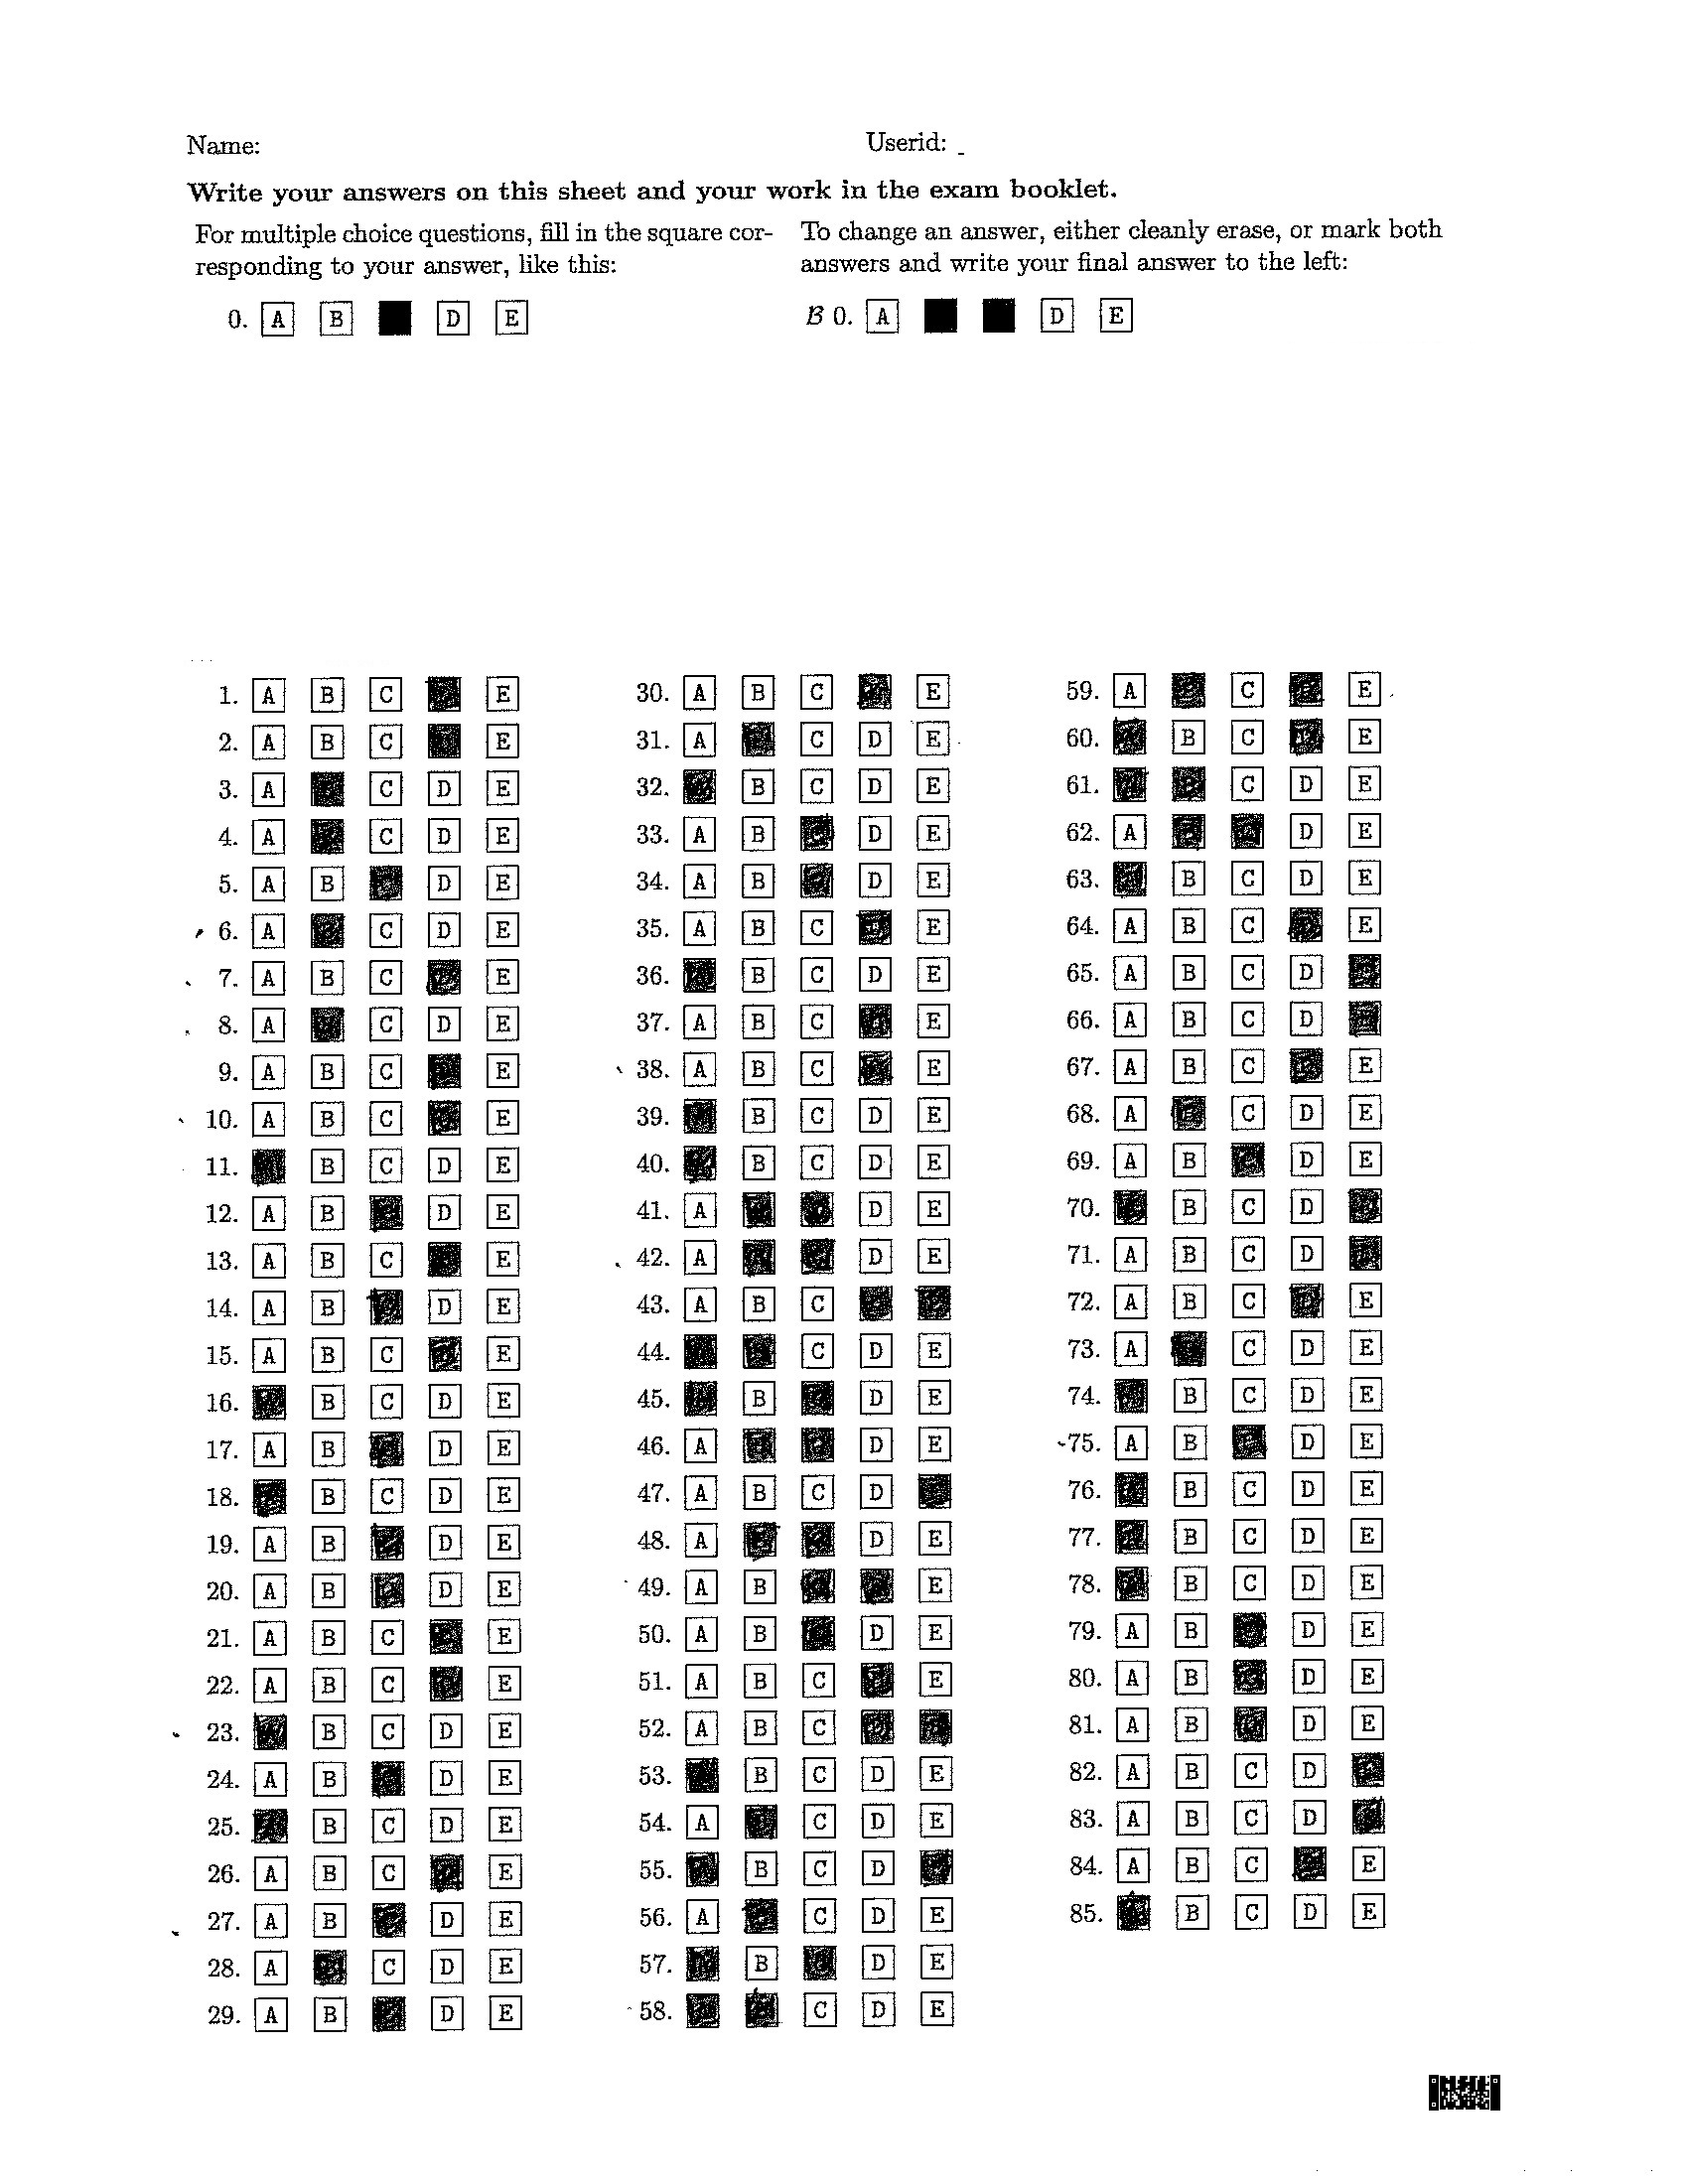 Name:
Userid:
Write your answers on this sheet and your work in the exam booklet.
For multiple choice questions, fill in the square cor-
responding to your answer, like this:
0. A B D E
To change an answer, either cleanly erase, or mark both
answers and write your final answer to the left:
B 0. A D E
1. A B C E
2. A B C E
3. A C D E
4. A C D E
5. A B D E
6. A C D E
7. A B C E
8. A C D E
9. A B C E
10. A B C E
11. B C D E
12. A B D E
13. A B C E
14. A B D E
15. A B C E
16. B C D E
17. A B D E
18. B C D E
19. A B D E
20. A B D E
21. A B C E
22. A B C E
23. B C D E
24. A B D E
25. B C D E
26. A B C E
27. A B D E
28. A C D E
29. A B D E
30. A B C E
31. A C D E
32. B C D E
33. A B D E
34. A B D E
35. A B C E
36. B C D E
37. A B C E
38. A B C E
39. B C D E
40. B C D E
41. A D E
42. A D E
43. A B C
44. C D E
45. B D E
46. A D E
47. A B C D
48. A D E
49. A B E
50. A B D E
51. A B C E
52. A B C
53. B C D E
54. A C D E
55. B C D
56. A C D E
57. B D E
58. C D E
59. A C E
60. B C E
61. C D E
62. A D E
63. B C D E
64. A B C E
65. A B C D
66. A B C D
67. A B C E
68. A C D E
69. A B D E
70. B C D
71. A B C D
72. A B C E
73. A C D E
74. B C D E
75. A B D E
76. B C D E
77. B C D E
78. B C D E
79. A B D E
80. A B D E
81. A B D E
82. A B C D
83. A B C D
84. A B C E
85. B C D E